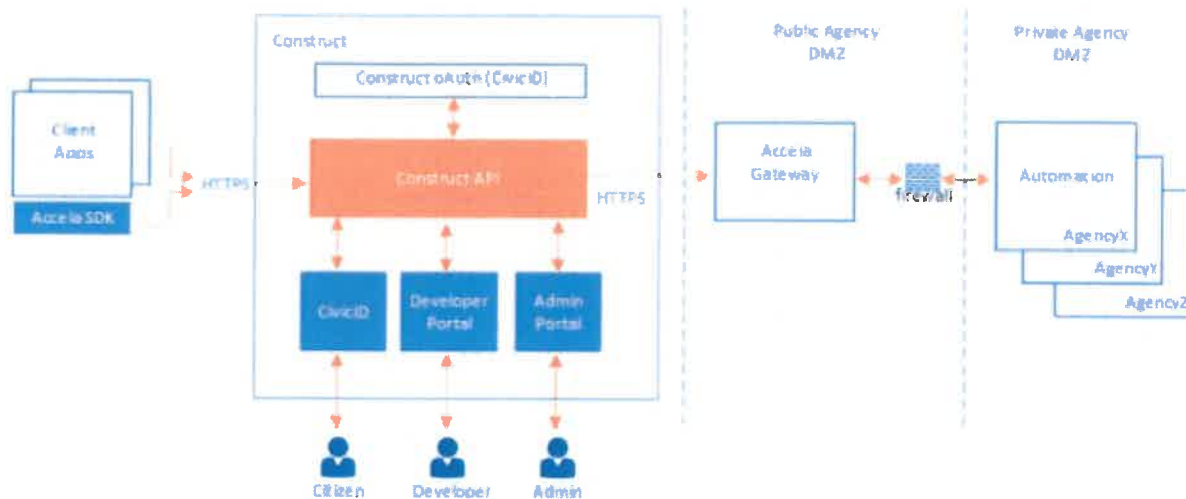 Construct
Construct oAuth (CivicID)
Client
Apps
Accela SDK
HTTPS
Construct API
HTTPS
CivicID
Developer
Portal
Admin
Portal
Citizen
Developer
Admin
Public Agency
DMZ
Accela
Gateway
firewall
Private Agency
DMZ
Automation
AgencyX
AgencyY
AgencyZ